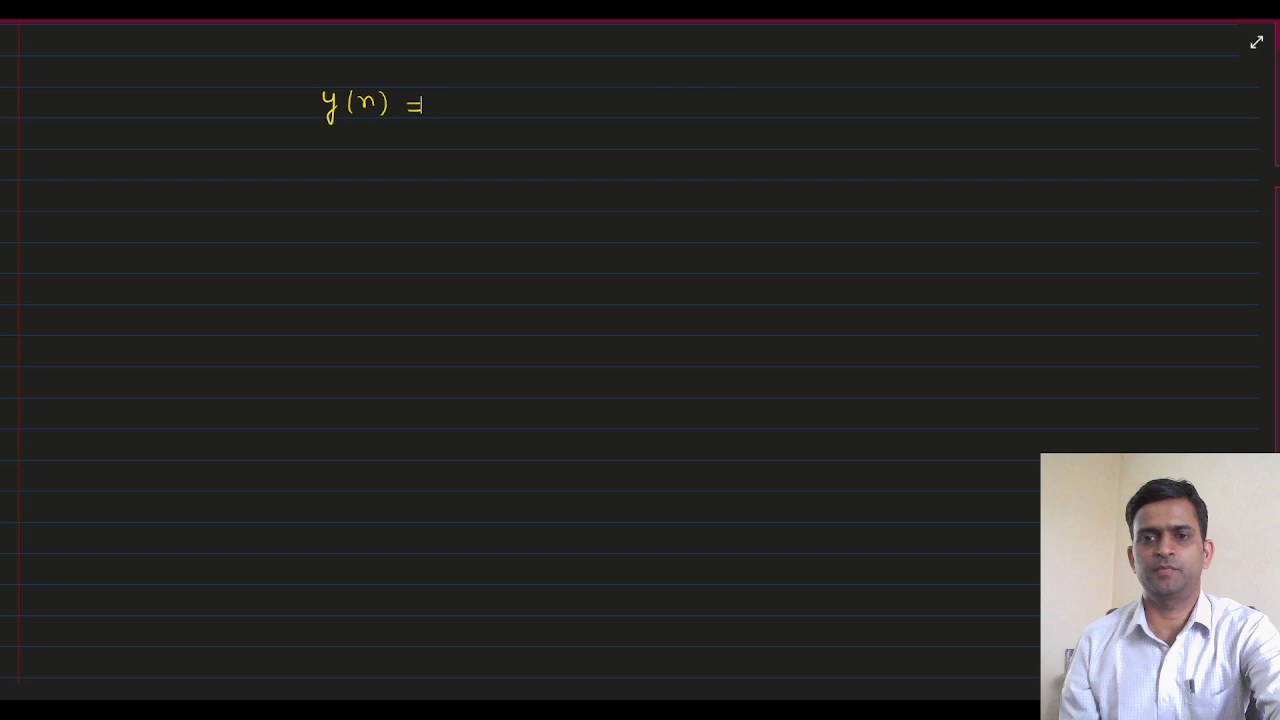 y(n) =